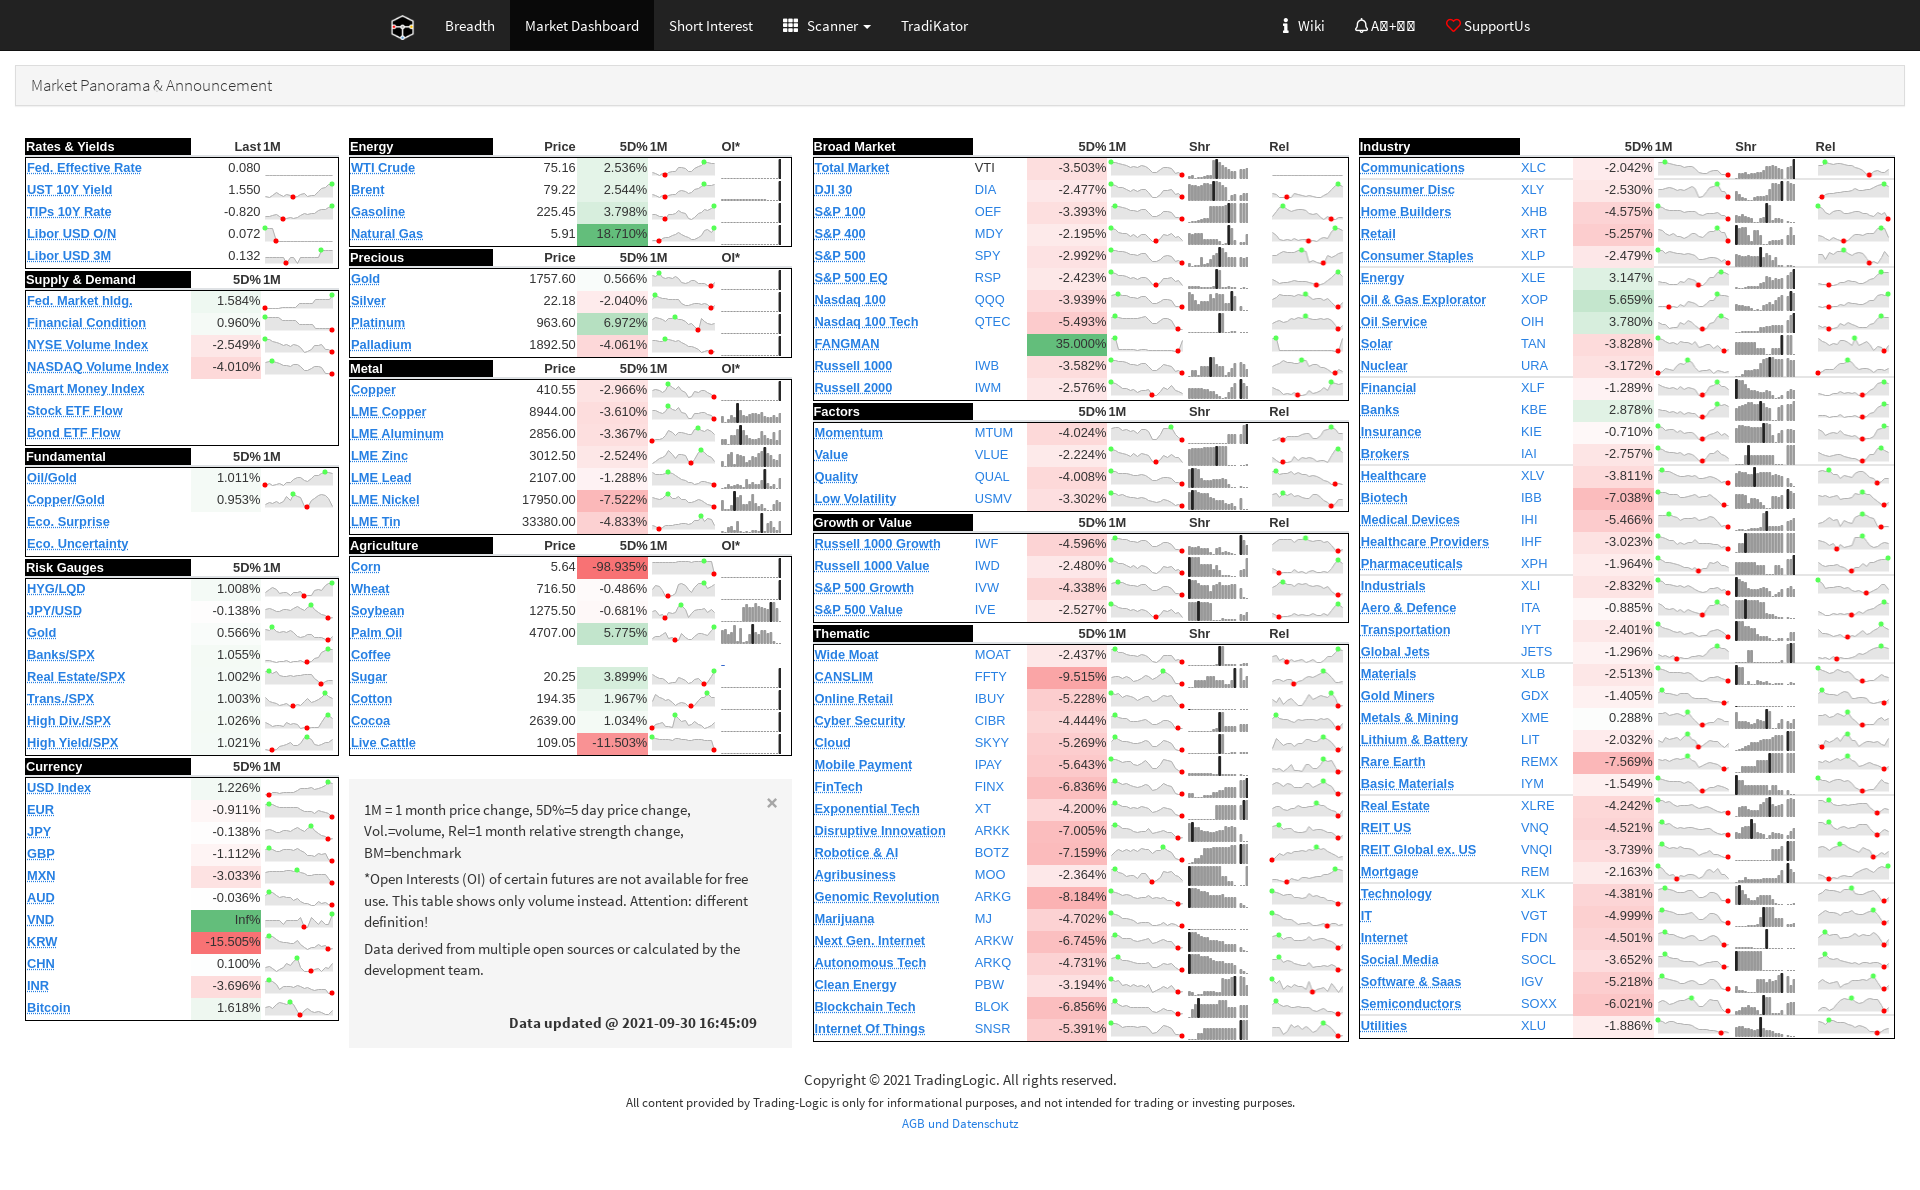 Breadth Market Dashboard Short Interest Scanner TradiKator Wiki SupportUs
Market Panorama & Announcement
Rates & Yields Last 1M
Fed. Effective Rate 0.080
UST 10Y Yield 1.550
TIPs 10Y Rate -0.820
Libor USD O/N 0.072
Libor USD 3M 0.132
Supply & Demand 5D% 1M
Fed. Market hldg. 1.584%
Financial Condition 0.960%
NYSE Volume Index -2.549%
NASDAQ Volume Index -4.010%
Smart Money Index
Stock ETF Flow
Bond ETF Flow
Fundamental 5D% 1M
Oil/Gold 1.011%
Copper/Gold 0.953%
Eco. Surprise
Eco. Uncertainty
Risk Gauges 5D% 1M
HYG/LQD 1.008%
JPY/USD -0.138%
Gold 0.566%
Banks/SPX 1.055%
Real Estate/SPX 1.002%
Trans./SPX 1.003%
High Div./SPX 1.026%
High Yield/SPX 1.021%
Currency 5D% 1M
USD Index 1.226%
EUR -0.911%
JPY -0.138%
GBP -1.112%
MXN -3.033%
AUD -0.036%
VND Inf%
KRW -15.505%
CHN 0.100%
INR -3.696%
Bitcoin 1.618%
Energy Price 5D% 1M OI*
WTI Crude 75.16 2.536%
Brent 79.22 2.544%
Gasoline 225.45 3.798%
Natural Gas 5.91 18.710%
Precious Price 5D% 1M OI*
Gold 1757.60 0.566%
Silver 22.18 -2.040%
Platinum 963.60 6.972%
Palladium 1892.50 -4.061%
Metal Price 5D% 1M OI*
Copper 410.55 -2.966%
LME Copper 8944.00 -3.610%
LME Aluminum 2856.00 -3.367%
LME Zinc 3012.50 -2.524%
LME Lead 2107.00 -1.288%
LME Nickel 17950.00 -7.522%
LME Tin 33380.00 -4.833%
Agriculture Price 5D% 1M OI*
Corn 5.64 -98.935%
Wheat 716.50 -0.486%
Soybean 1275.50 -0.681%
Palm Oil 4707.00 5.775%
Coffee
Sugar 20.25 3.899%
Cotton 194.35 1.967%
Cocoa 2639.00 1.034%
Live Cattle 109.05 -11.503%
×
1M = 1 month price change, 5D%=5 day price change,
Vol.=volume, Rel=1 month relative strength change,
BM=benchmark
*Open Interests (OI) of certain futures are not available for free
use. This table shows only volume instead. Attention: different
definition!
Data derived from multiple open sources or calculated by the
development team.
Data updated @ 2021-09-30 16:45:09
Broad Market 5D% 1M Shr Rel
Total Market VTI -3.503%
DJI 30 DIA -2.477%
S&P 100 OEF -3.393%
S&P 400 MDY -2.195%
S&P 500 SPY -2.992%
S&P 500 EQ RSP -2.423%
Nasdaq 100 QQQ -3.939%
Nasdaq 100 Tech QTEC -5.493%
FANGMAN 35.000%
Russell 1000 IWB -3.582%
Russell 2000 IWM -2.576%
Factors 5D% 1M Shr Rel
Momentum MTUM -4.024%
Value VLUE -2.224%
Quality QUAL -4.008%
Low Volatility USMV -3.302%
Growth or Value 5D% 1M Shr Rel
Russell 1000 Growth IWF -4.596%
Russell 1000 Value IWD -2.480%
S&P 500 Growth IVW -4.338%
S&P 500 Value IVE -2.527%
Thematic 5D% 1M Shr Rel
Wide Moat MOAT -2.437%
CANSLIM FFTY -9.515%
Online Retail IBUY -5.228%
Cyber Security CIBR -4.444%
Cloud SKYY -5.269%
Mobile Payment IPAY -5.643%
FinTech FINX -6.836%
Exponential Tech XT -4.200%
Disruptive Innovation ARKK -7.005%
Robotice & AI BOTZ -7.159%
Agribusiness MOO -2.364%
Genomic Revolution ARKG -8.184%
Marijuana MJ -4.702%
Next Gen. Internet ARKW -6.745%
Autonomous Tech ARKQ -4.731%
Clean Energy PBW -3.194%
Blockchain Tech BLOK -6.856%
Internet Of Things SNSR -5.391%
Industry 5D% 1M Shr Rel
Communications XLC -2.042%
Consumer Disc XLY -2.530%
Home Builders XHB -4.575%
Retail XRT -5.257%
Consumer Staples XLP -2.479%
Energy XLE 3.147%
Oil & Gas Explorator XOP 5.659%
Oil Service OIH 3.780%
Solar TAN -3.828%
Nuclear URA -3.172%
Financial XLF -1.289%
Banks KBE 2.878%
Insurance KIE -0.710%
Brokers IAI -2.757%
Healthcare XLV -3.811%
Biotech IBB -7.038%
Medical Devices IHI -5.466%
Healthcare Providers IHF -3.023%
Pharmaceuticals XPH -1.964%
Industrials XLI -2.832%
Aero & Defence ITA -0.885%
Transportation IYT -2.401%
Global Jets JETS -1.296%
Materials XLB -2.513%
Gold Miners GDX -1.405%
Metals & Mining XME 0.288%
Lithium & Battery LIT -2.032%
Rare Earth REMX -7.569%
Basic Materials IYM -1.549%
Real Estate XLRE -4.242%
REIT US VNQ -4.521%
REIT Global ex. US VNQI -3.739%
Mortgage REM -2.163%
Technology XLK -4.381%
IT VGT -4.999%
Internet FDN -4.501%
Social Media SOCL -3.652%
Software & Saas IGV -5.218%
Semiconductors SOXX -6.021%
Utilities XLU -1.886%
Copyright © 2021 TradingLogic. All rights reserved.
All content provided by Trading-Logic is only for informational purposes, and not intended for trading or investing purposes.
AGB und Datenschutz